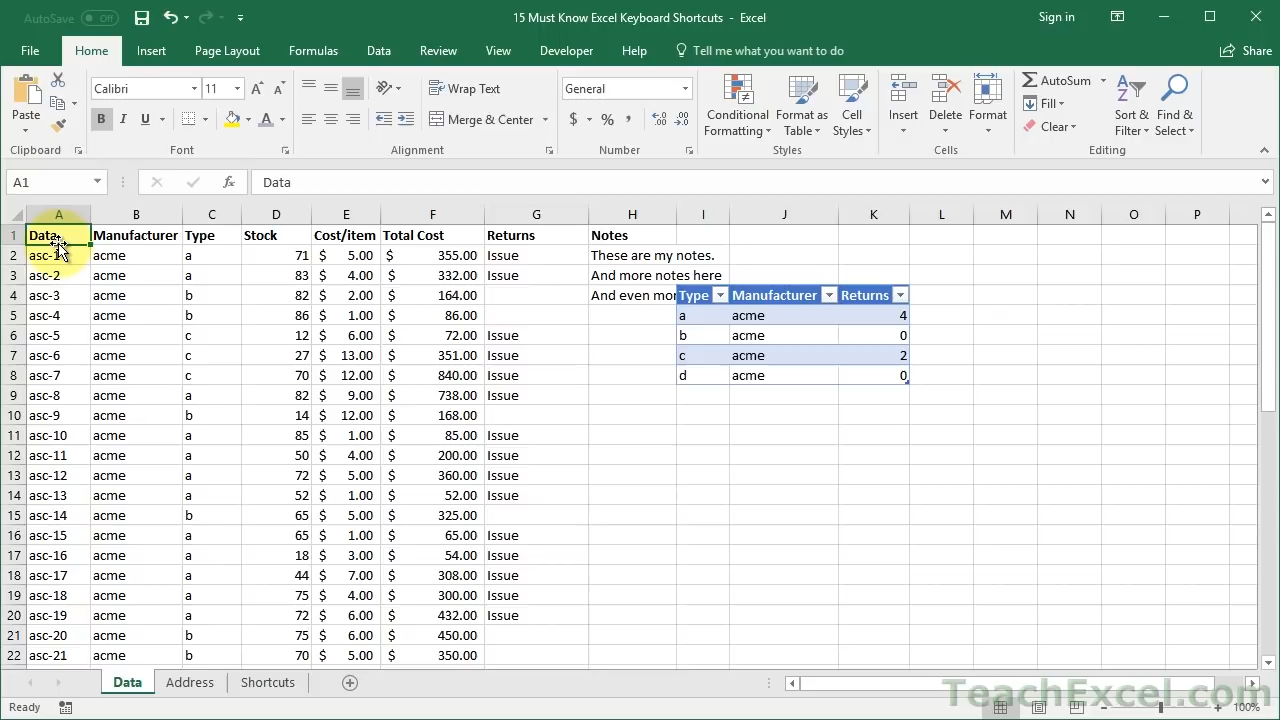 AutoSave Off
15 Must Know Excel Keyboard Shortcuts - Excel
Sign in
File Home Insert Page Layout Formulas Data Review View Developer Help Tell me what you want to do Share
Paste
Calibri 11
B I U
Wrap Text
Merge & Center
General
$ % ,
Conditional Formatting
Format as Table
Cell Styles
Insert
Delete
Format
AutoSum
Fill
Clear
Sort & Filter
Find & Select
Clipboard Font Alignment Number Styles Cells Editing
A1 fx Data
A B C D E F G H I J K L M N O P
1 Data Manufacturer Type Stock Cost/item Total Cost Returns Notes
2 asc-1 acme a 71 $ 5.00 $ 355.00 Issue These are my notes.
3 asc-2 acme a 83 $ 4.00 $ 332.00 Issue And more notes here
4 asc-3 acme b 82 $ 2.00 $ 164.00 And even mor Type Manufacturer Returns
5 asc-4 acme b 86 $ 1.00 $ 86.00 a acme 4
6 asc-5 acme c 12 $ 6.00 $ 72.00 Issue b acme 0
7 asc-6 acme c 27 $ 13.00 $ 351.00 Issue c acme 2
8 asc-7 acme c 70 $ 12.00 $ 840.00 Issue d acme 0
9 asc-8 acme a 82 $ 9.00 $ 738.00 Issue
10 asc-9 acme b 14 $ 12.00 $ 168.00
11 asc-10 acme a 85 $ 1.00 $ 85.00 Issue
12 asc-11 acme a 50 $ 4.00 $ 200.00 Issue
13 asc-12 acme a 72 $ 5.00 $ 360.00 Issue
14 asc-13 acme a 52 $ 1.00 $ 52.00 Issue
15 asc-14 acme b 65 $ 5.00 $ 325.00
16 asc-15 acme a 65 $ 1.00 $ 65.00 Issue
17 asc-16 acme a 18 $ 3.00 $ 54.00 Issue
18 asc-17 acme a 44 $ 7.00 $ 308.00 Issue
19 asc-18 acme a 75 $ 4.00 $ 300.00 Issue
20 asc-19 acme a 72 $ 6.00 $ 432.00 Issue
21 asc-20 acme b 75 $ 6.00 $ 450.00
22 asc-21 acme b 70 $ 5.00 $ 350.00
Data Address Shortcuts
TeachExcel.com
Ready 100%